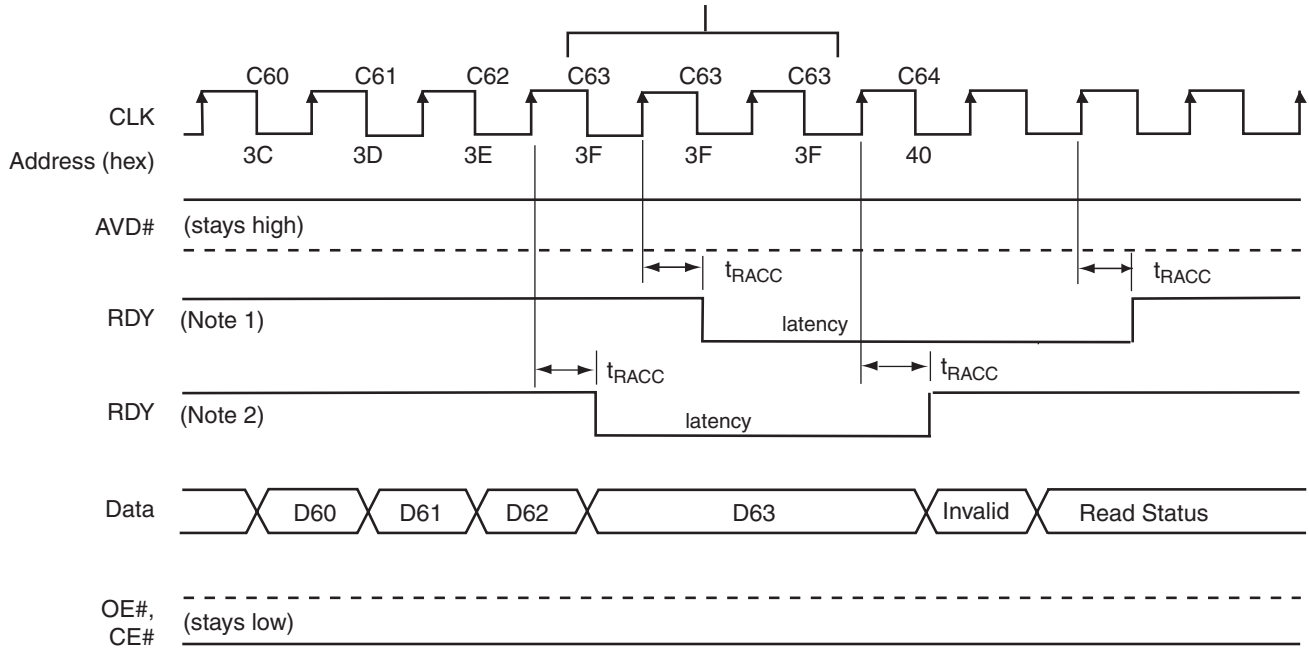 C60 C61 C62 C63 C63 C63 C64
CLK
Address (hex) 3C 3D 3E 3F 3F 3F 40
AVD# (stays high)
tRACC tRACC
RDY (Note 1) latency
tRACC tRACC
RDY (Note 2) latency
Data D60 D61 D62 D63 Invalid Read Status
OE#,
CE# (stays low)